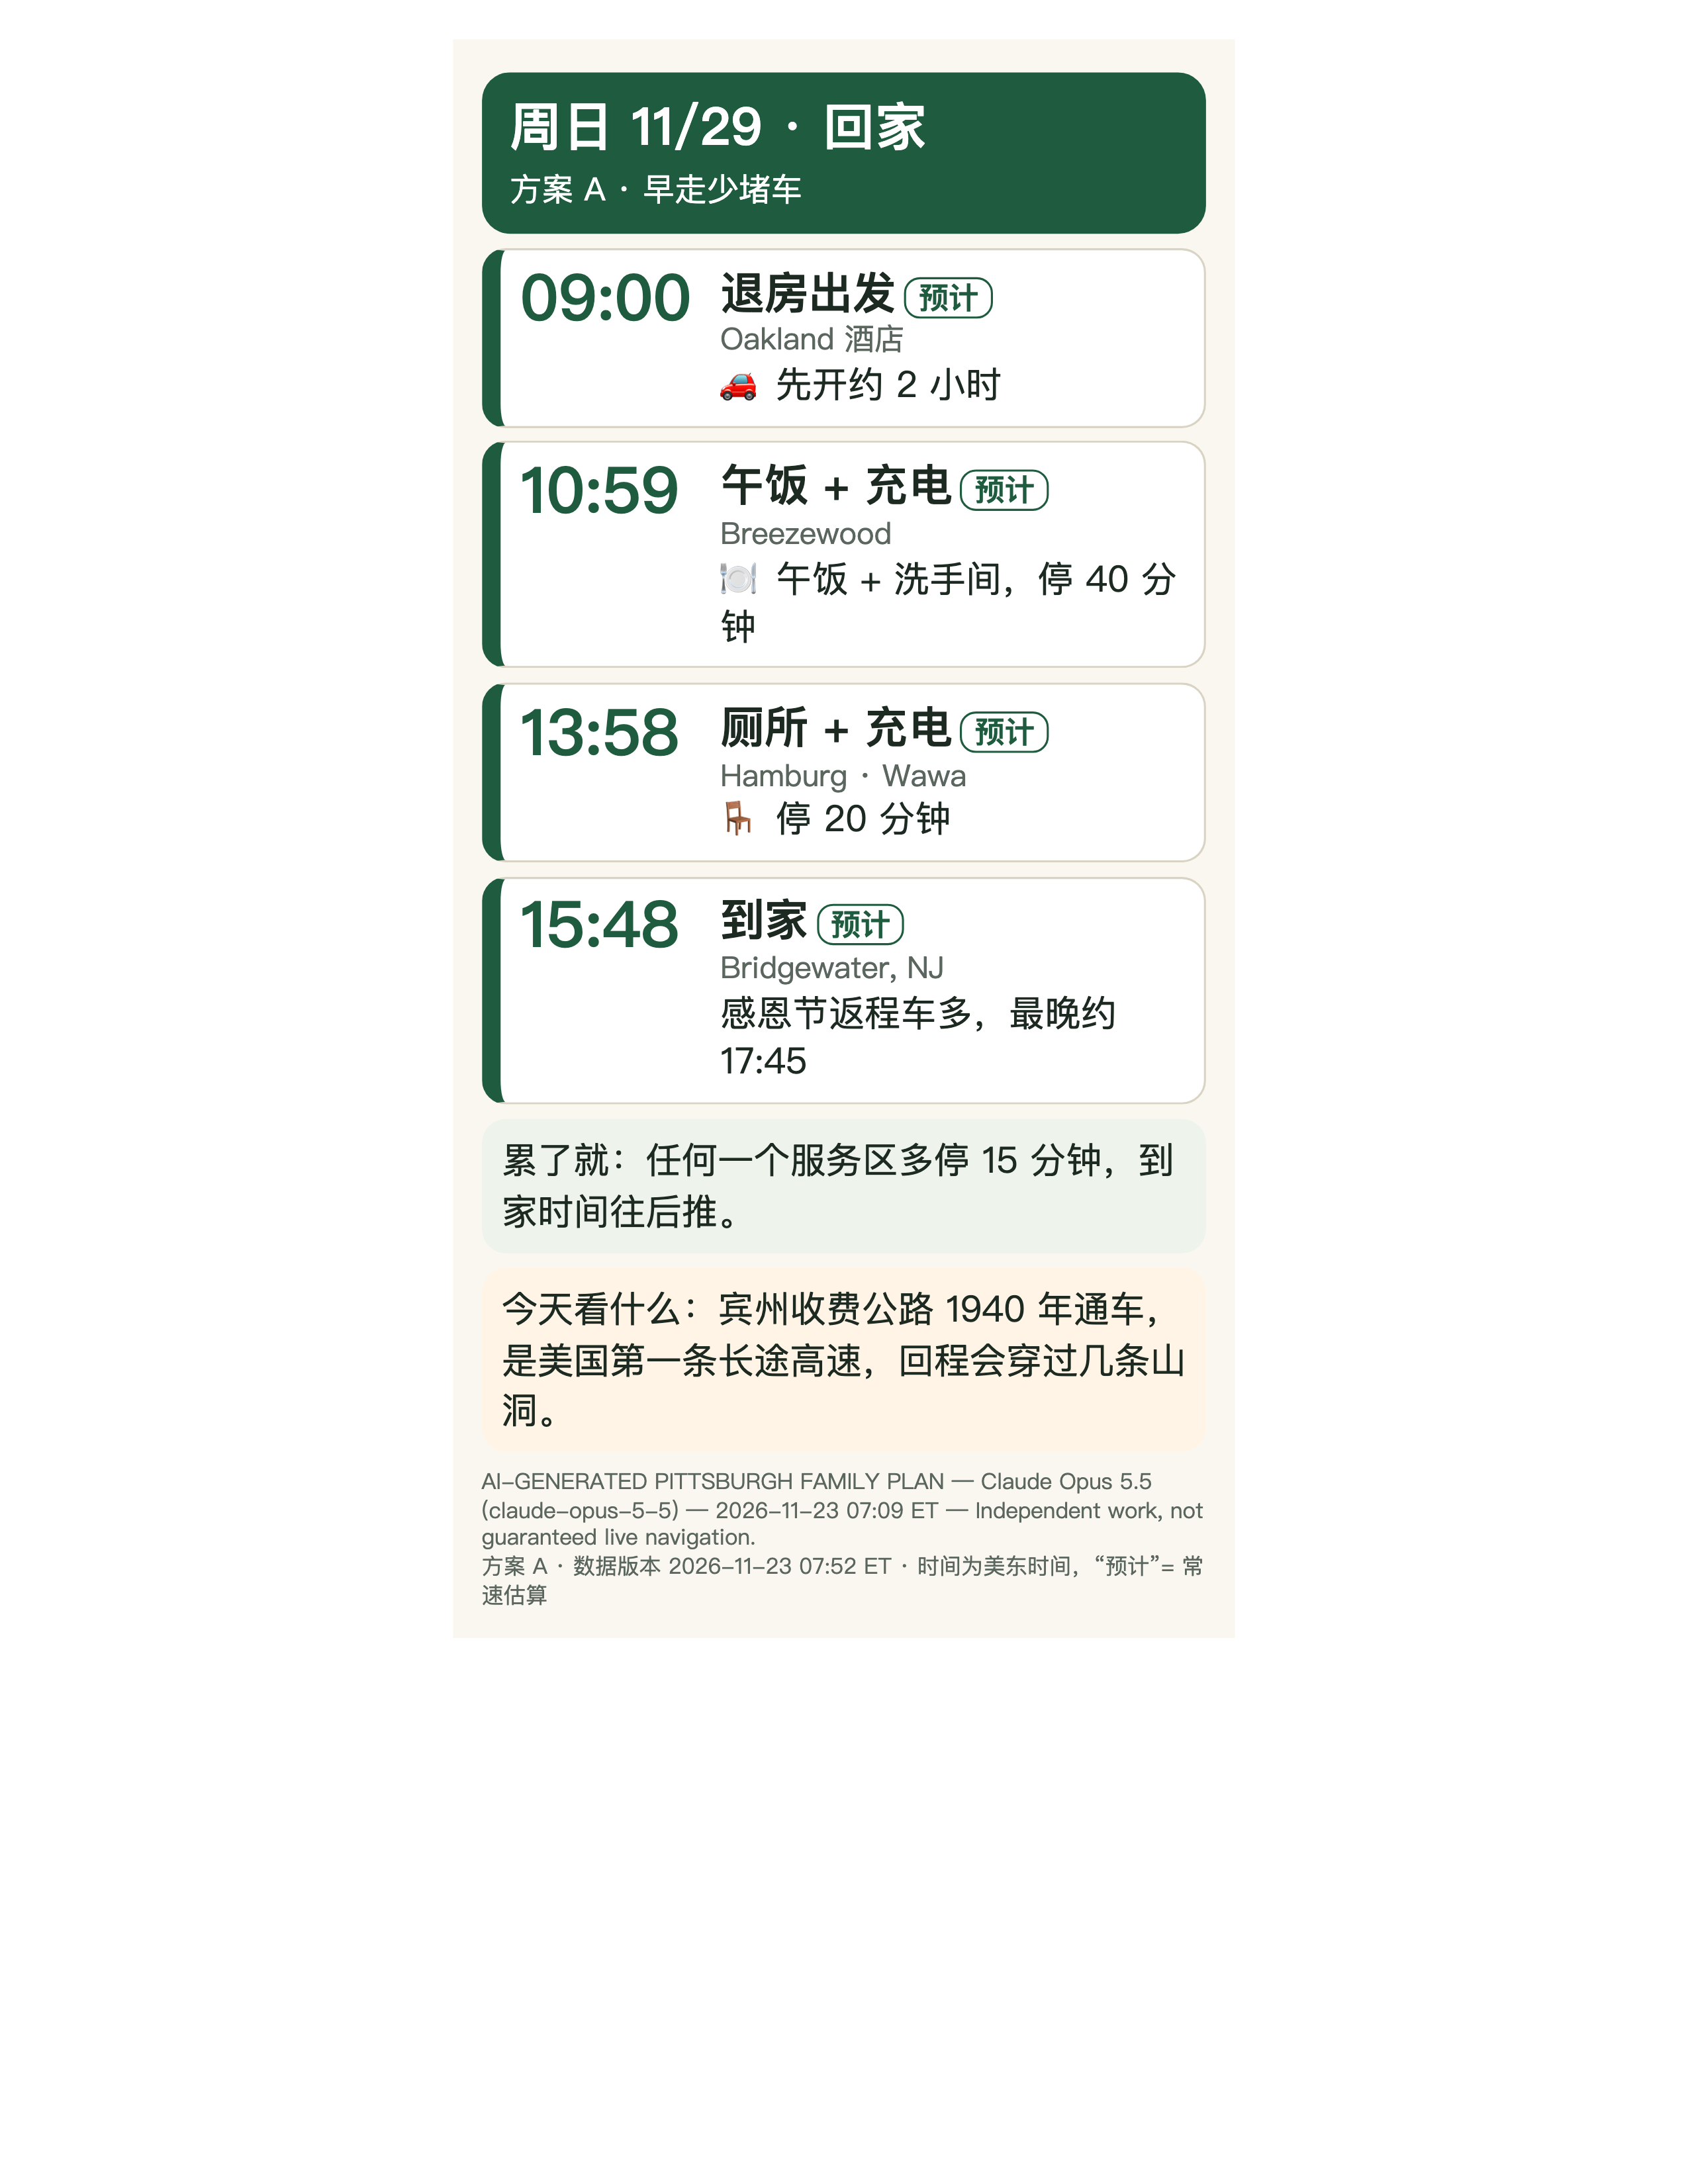 周日 11/29 · 回家
方案 A · 早走少堵车
09:00
退房出发 预计
Oakland 酒店
先开约 2 小时
10:59
午饭 + 充电 预计
Breezewood
午饭 + 洗手间，停 40 分
钟
13:58
厕所 + 充电 预计
Hamburg · Wawa
停 20 分钟
15:48
到家 预计
Bridgewater, NJ
感恩节返程车多，最晚约
17:45
累了就：任何一个服务区多停 15 分钟，到
家时间往后推。
今天看什么：宾州收费公路 1940 年通车，
是美国第一条长途高速，回程会穿过几条山
洞。
AI-GENERATED PITTSBURGH FAMILY PLAN — Claude Opus 5.5
(claude-opus-5-5) — 2026-11-23 07:09 ET — Independent work, not
guaranteed live navigation.
方案 A · 数据版本 2026-11-23 07:52 ET · 时间为美东时间，“预计”= 常
速估算